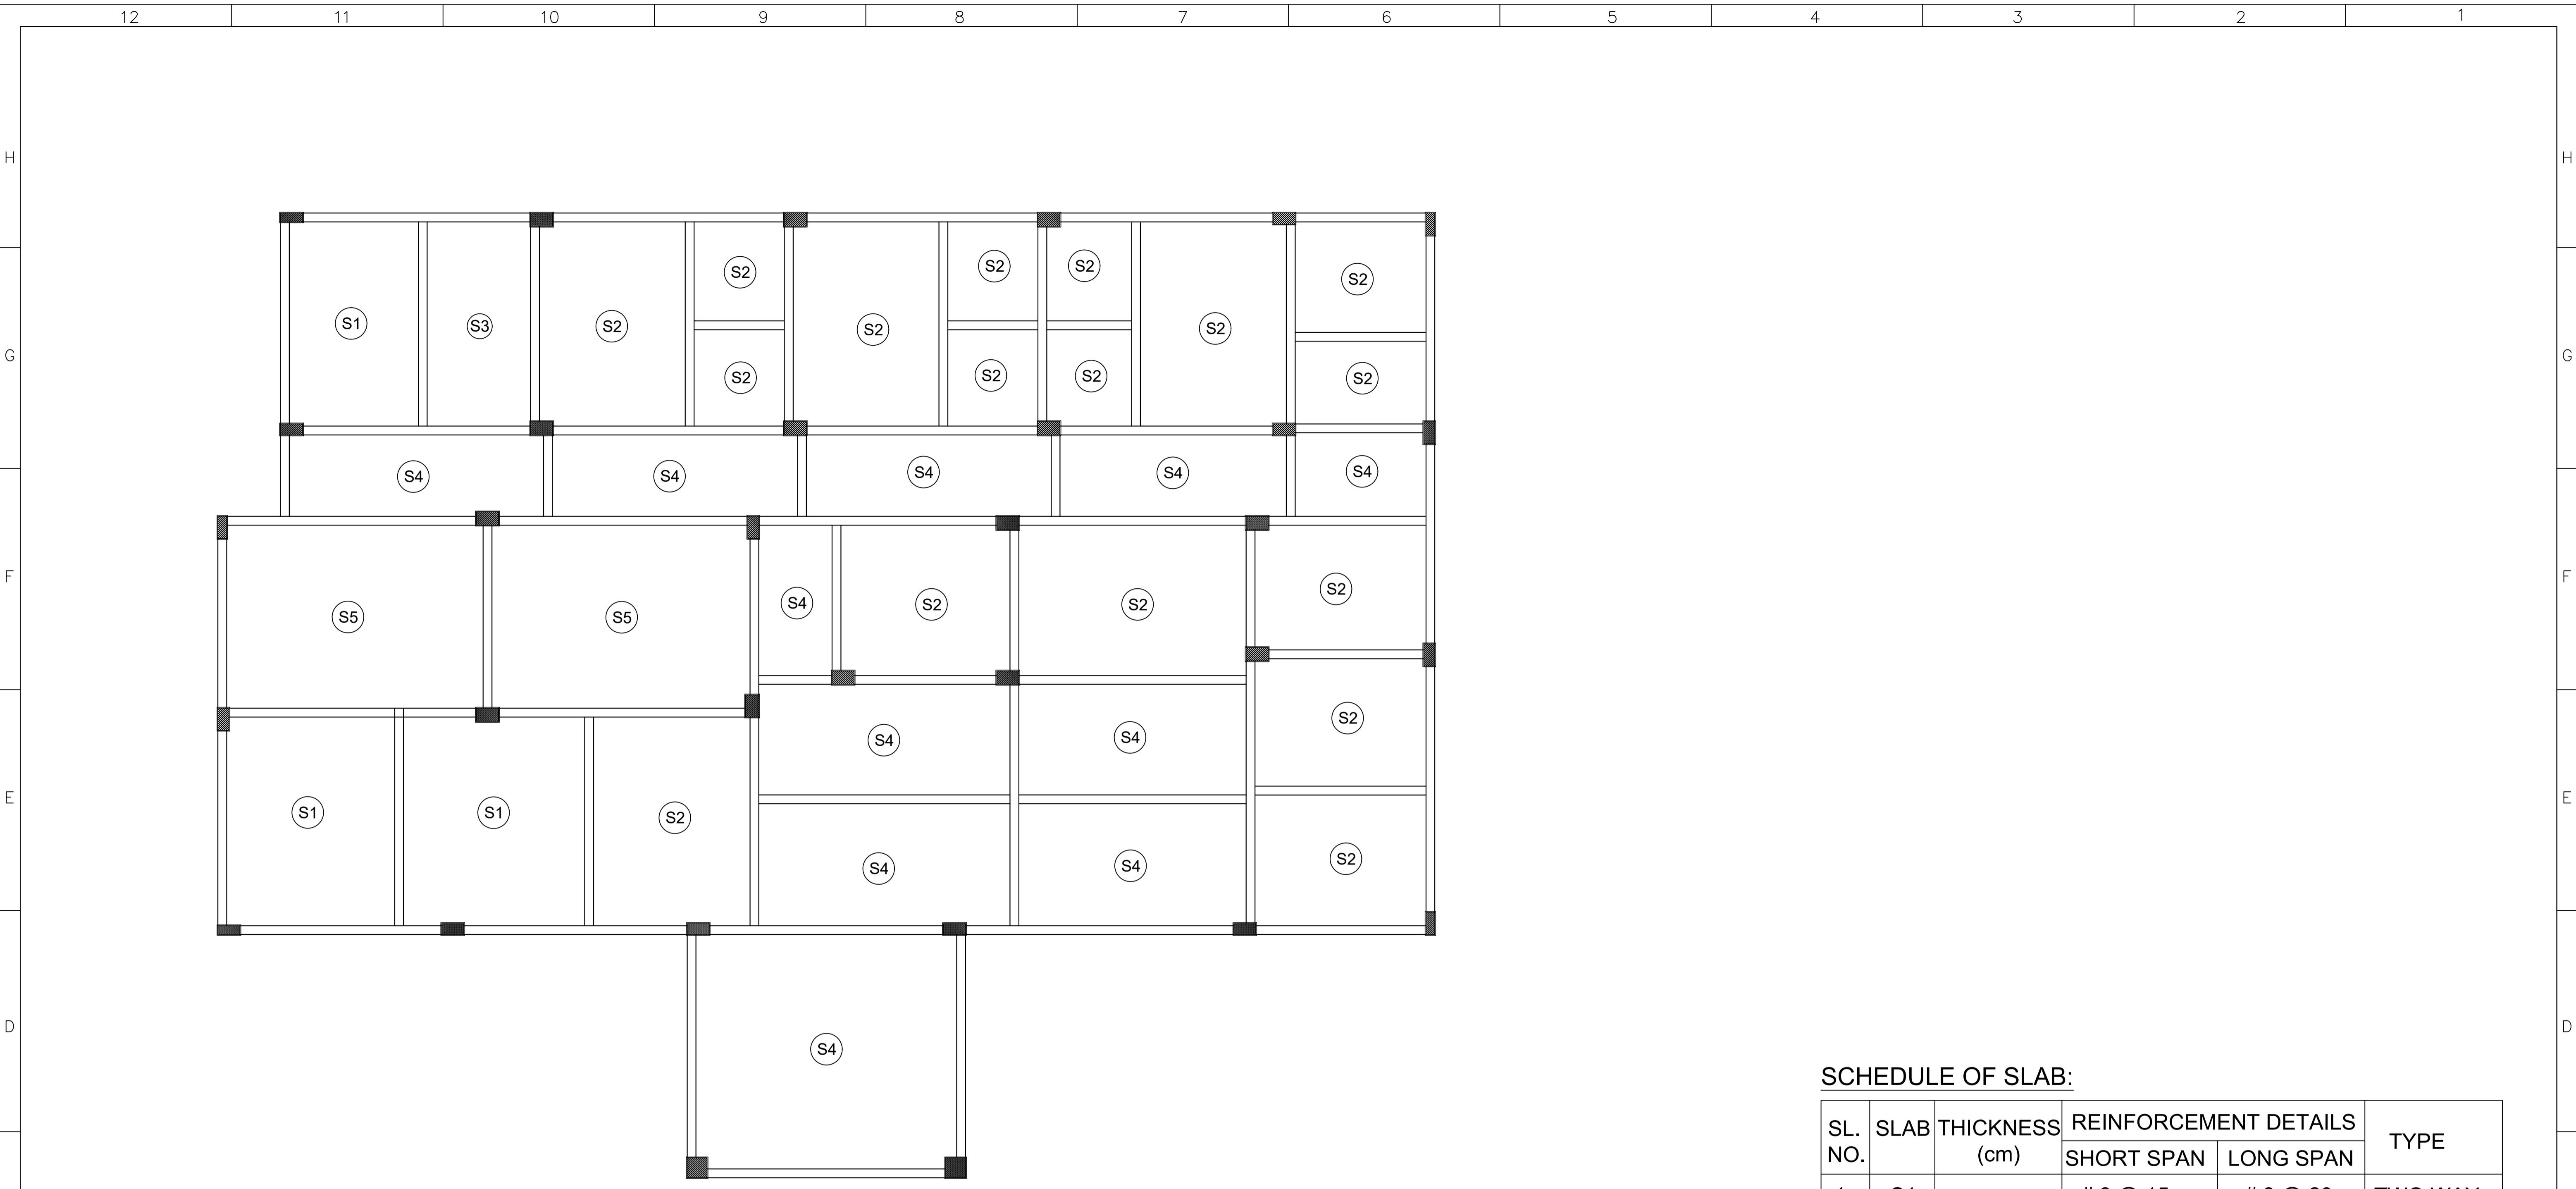 12 11 10 9 8 7 6 5 4 3 2 1
H H
S2 S2 S2 S2
S1 S3 S2 S2 S2
G G
S2 S2 S2 S2
S4 S4 S4 S4 S4
F F
S5 S5 S4 S2 S2 S2
S4 S4 S2
E E
S1 S1 S2
S4 S4 S2
D D
S4
SCHEDULE OF SLAB:
SL. NO. SLAB THICKNESS (cm) REINFORCEMENT DETAILS TYPE
SHORT SPAN LONG SPAN